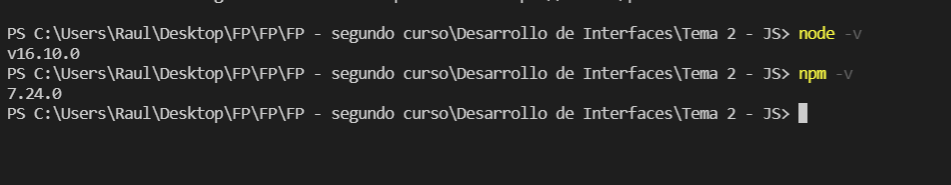 PS C:\Users\Raul\Desktop\FP\FP\FP - segundo curso\Desarrollo de Interfaces\Tema 2 - JS> node -v
v16.10.0
PS C:\Users\Raul\Desktop\FP\FP\FP - segundo curso\Desarrollo de Interfaces\Tema 2 - JS> npm -v
7.24.0
PS C:\Users\Raul\Desktop\FP\FP\FP - segundo curso\Desarrollo de Interfaces\Tema 2 - JS>